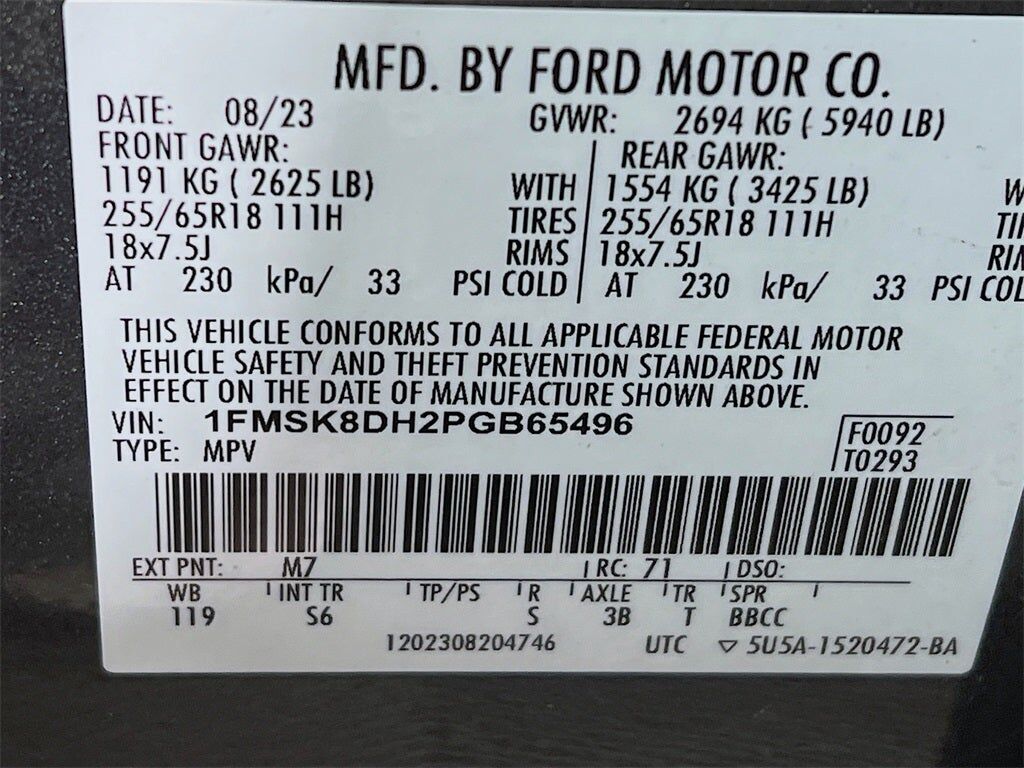 MFD. BY FORD MOTOR CO.
DATE: 08/23 GVWR: 2694 KG ( 5940 LB)
FRONT GAWR: REAR GAWR:
1191 KG ( 2625 LB) WITH 1554 KG ( 3425 LB) W
255/65R18 111H TIRES 255/65R18 111H TIR
18x7.5J RIMS 18x7.5J RIM
AT 230 kPa/ 33 PSI COLD AT 230 kPa/ 33 PSI COL
THIS VEHICLE CONFORMS TO ALL APPLICABLE FEDERAL MOTOR
VEHICLE SAFETY AND THEFT PREVENTION STANDARDS IN
EFFECT ON THE DATE OF MANUFACTURE SHOWN ABOVE.
VIN: 1FMSK8DH2PGB65496 F0092
TYPE: MPV T0293
EXT PNT: M7 RC: 71 DSO:
WB INT TR TP/PS R AXLE TR SPR
119 S6 S 3B T BBCC
1202308204746 UTC ▽ 5U5A-1520472-BA